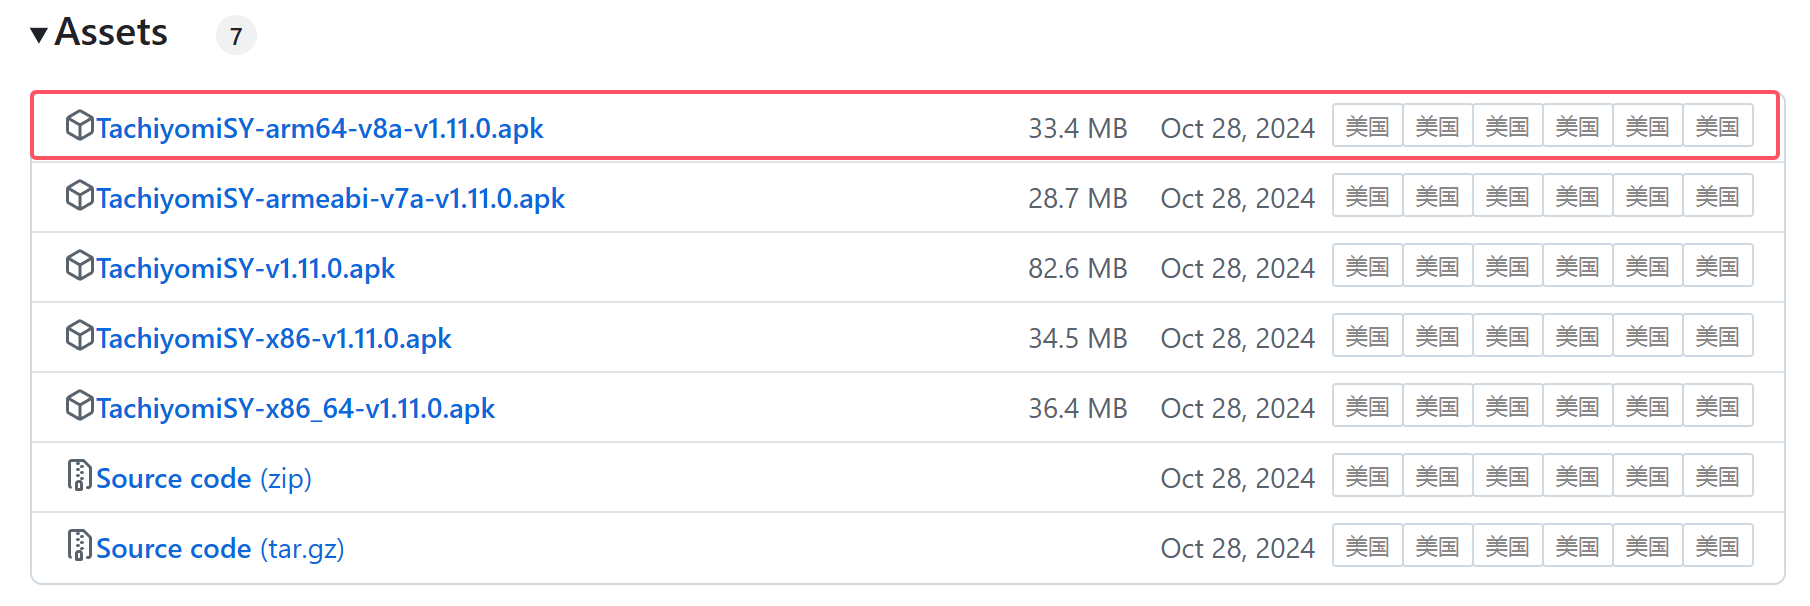 Assets 7
TachiyomiSY-arm64-v8a-v1.11.0.apk 33.4 MB Oct 28, 2024 美国 美国 美国 美国 美国 美国
TachiyomiSY-armeabi-v7a-v1.11.0.apk 28.7 MB Oct 28, 2024 美国 美国 美国 美国 美国 美国
TachiyomiSY-v1.11.0.apk 82.6 MB Oct 28, 2024 美国 美国 美国 美国 美国 美国
TachiyomiSY-x86-v1.11.0.apk 34.5 MB Oct 28, 2024 美国 美国 美国 美国 美国 美国
TachiyomiSY-x86_64-v1.11.0.apk 36.4 MB Oct 28, 2024 美国 美国 美国 美国 美国 美国
Source code (zip) Oct 28, 2024 美国 美国 美国 美国 美国 美国
Source code (tar.gz) Oct 28, 2024 美国 美国 美国 美国 美国 美国